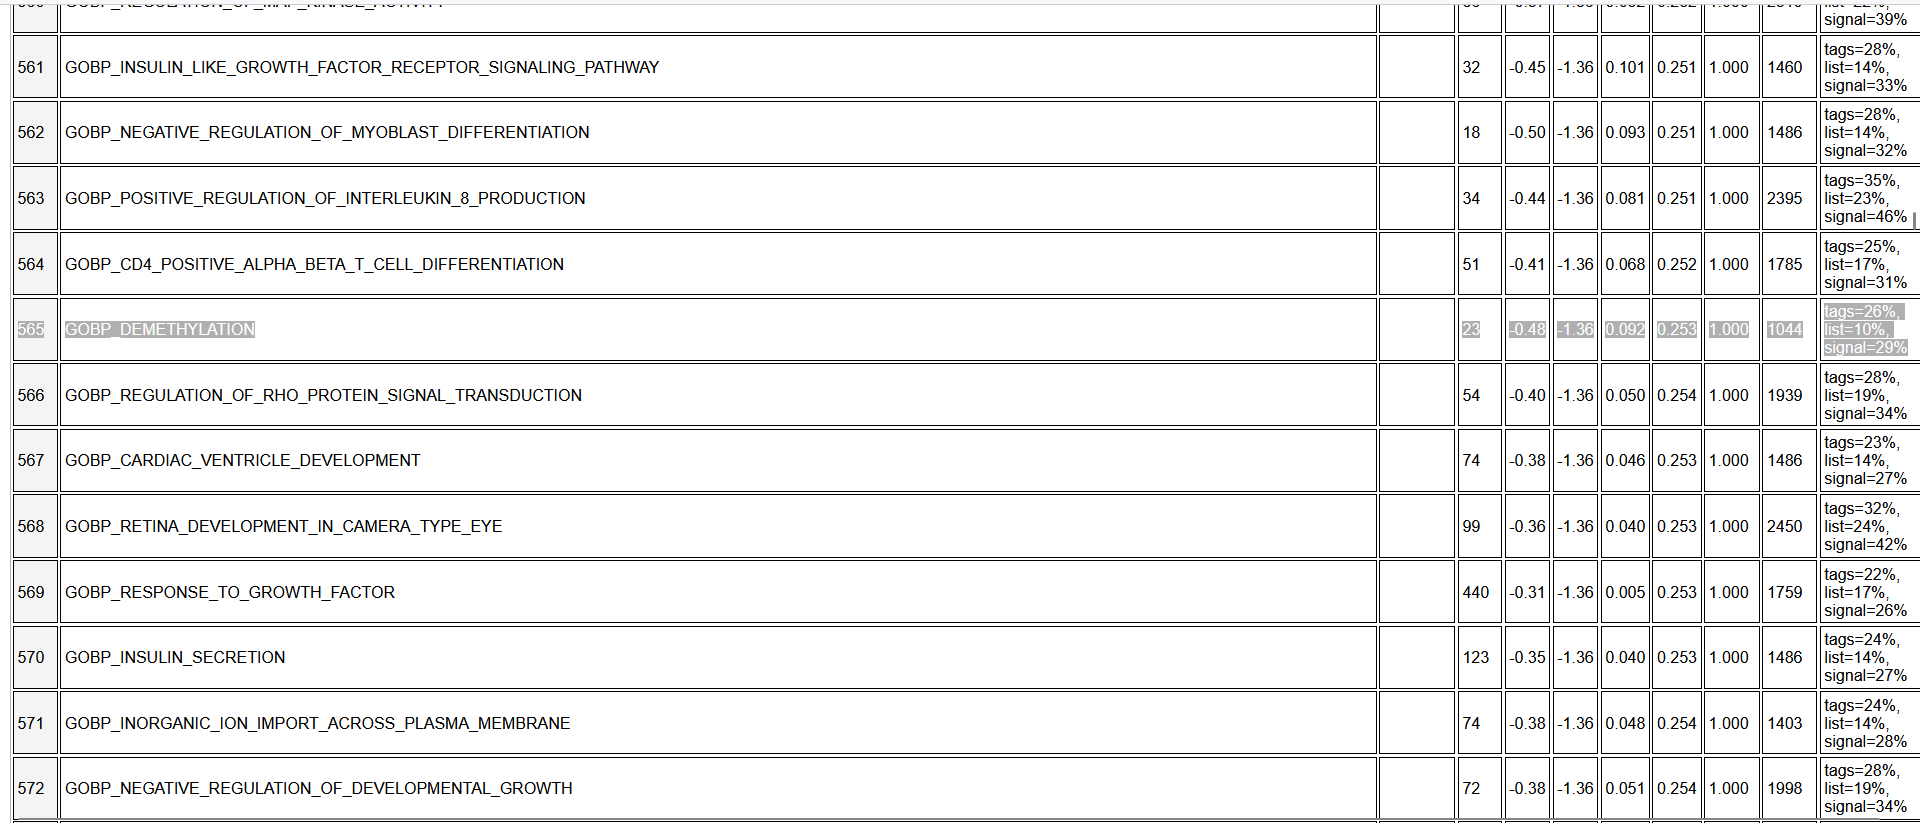 signal=39%
561 GOBP_INSULIN_LIKE_GROWTH_FACTOR_RECEPTOR_SIGNALING_PATHWAY 32 -0.45 -1.36 0.101 0.251 1.000 1460 tags=28%,
list=14%,
signal=33%
562 GOBP_NEGATIVE_REGULATION_OF_MYOBLAST_DIFFERENTIATION 18 -0.50 -1.36 0.093 0.251 1.000 1486 tags=28%,
list=14%,
signal=32%
563 GOBP_POSITIVE_REGULATION_OF_INTERLEUKIN_8_PRODUCTION 34 -0.44 -1.36 0.081 0.251 1.000 2395 tags=35%,
list=23%,
signal=46%
564 GOBP_CD4_POSITIVE_ALPHA_BETA_T_CELL_DIFFERENTIATION 51 -0.41 -1.36 0.068 0.252 1.000 1785 tags=25%,
list=17%,
signal=31%
565 GOBP_DEMETHYLATION 23 -0.48 -1.36 0.092 0.253 1.000 1044 tags=26%,
list=10%,
signal=29%
566 GOBP_REGULATION_OF_RHO_PROTEIN_SIGNAL_TRANSDUCTION 54 -0.40 -1.36 0.050 0.254 1.000 1939 tags=28%,
list=19%,
signal=34%
567 GOBP_CARDIAC_VENTRICLE_DEVELOPMENT 74 -0.38 -1.36 0.046 0.253 1.000 1486 tags=23%,
list=14%,
signal=27%
568 GOBP_RETINA_DEVELOPMENT_IN_CAMERA_TYPE_EYE 99 -0.36 -1.36 0.040 0.253 1.000 2450 tags=32%,
list=24%,
signal=42%
569 GOBP_RESPONSE_TO_GROWTH_FACTOR 440 -0.31 -1.36 0.005 0.253 1.000 1759 tags=22%,
list=17%,
signal=26%
570 GOBP_INSULIN_SECRETION 123 -0.35 -1.36 0.040 0.253 1.000 1486 tags=24%,
list=14%,
signal=27%
571 GOBP_INORGANIC_ION_IMPORT_ACROSS_PLASMA_MEMBRANE 74 -0.38 -1.36 0.048 0.254 1.000 1403 tags=24%,
list=14%,
signal=28%
572 GOBP_NEGATIVE_REGULATION_OF_DEVELOPMENTAL_GROWTH 72 -0.38 -1.36 0.051 0.254 1.000 1998 tags=28%,
list=19%,
signal=34%